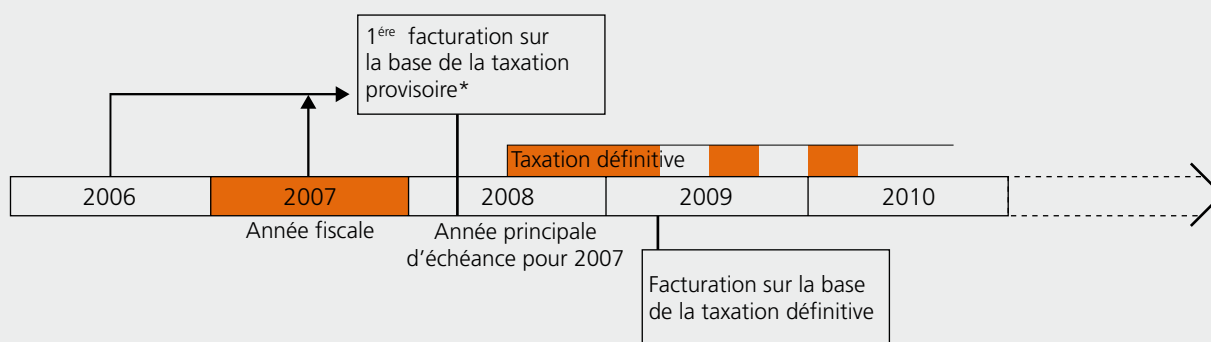 1ére facturation sur
la base de la taxation
provisoire*
Taxation définitive
2006
2007
2008
2009
2010
Année fiscale
Année principale
d’échéance pour 2007
Facturation sur la base
de la taxation définitive